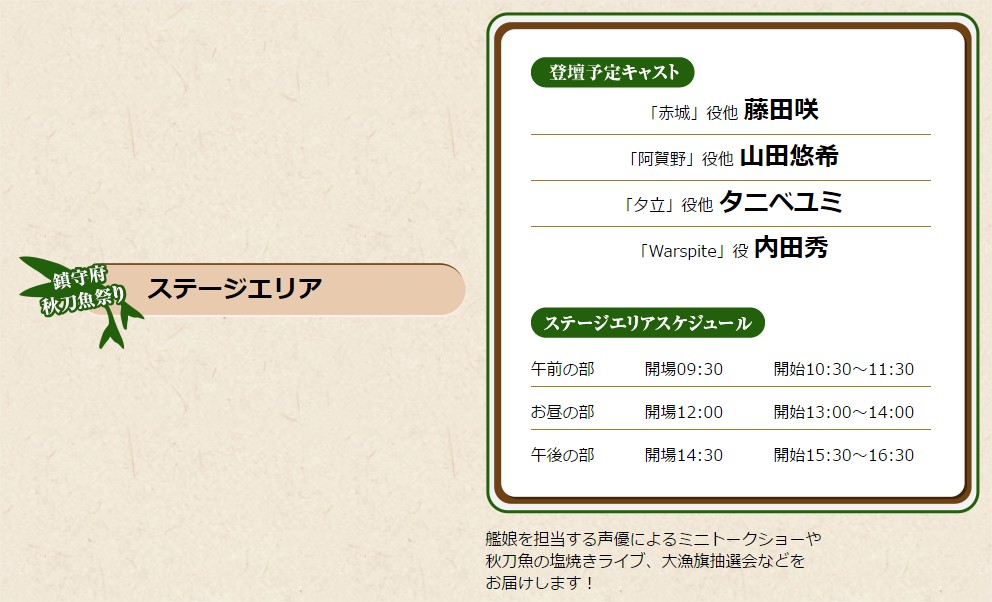 鎮守府
秋刀魚祭り
ステージエリア
登壇予定キャスト
「赤城」役他 藤田咲
「阿賀野」役他 山田悠希
「夕立」役他 タニベユミ
「Warspite」役 内田秀
ステージエリアスケジュール
午前の部 開場09:30 開始10:30～11:30
お昼の部 開場12:00 開始13:00～14:00
午後の部 開場14:30 開始15:30～16:30
艦娘を担当する声優によるミニトークショーや
秋刀魚の塩焼きライブ、大漁旗抽選会などを
お届けします！